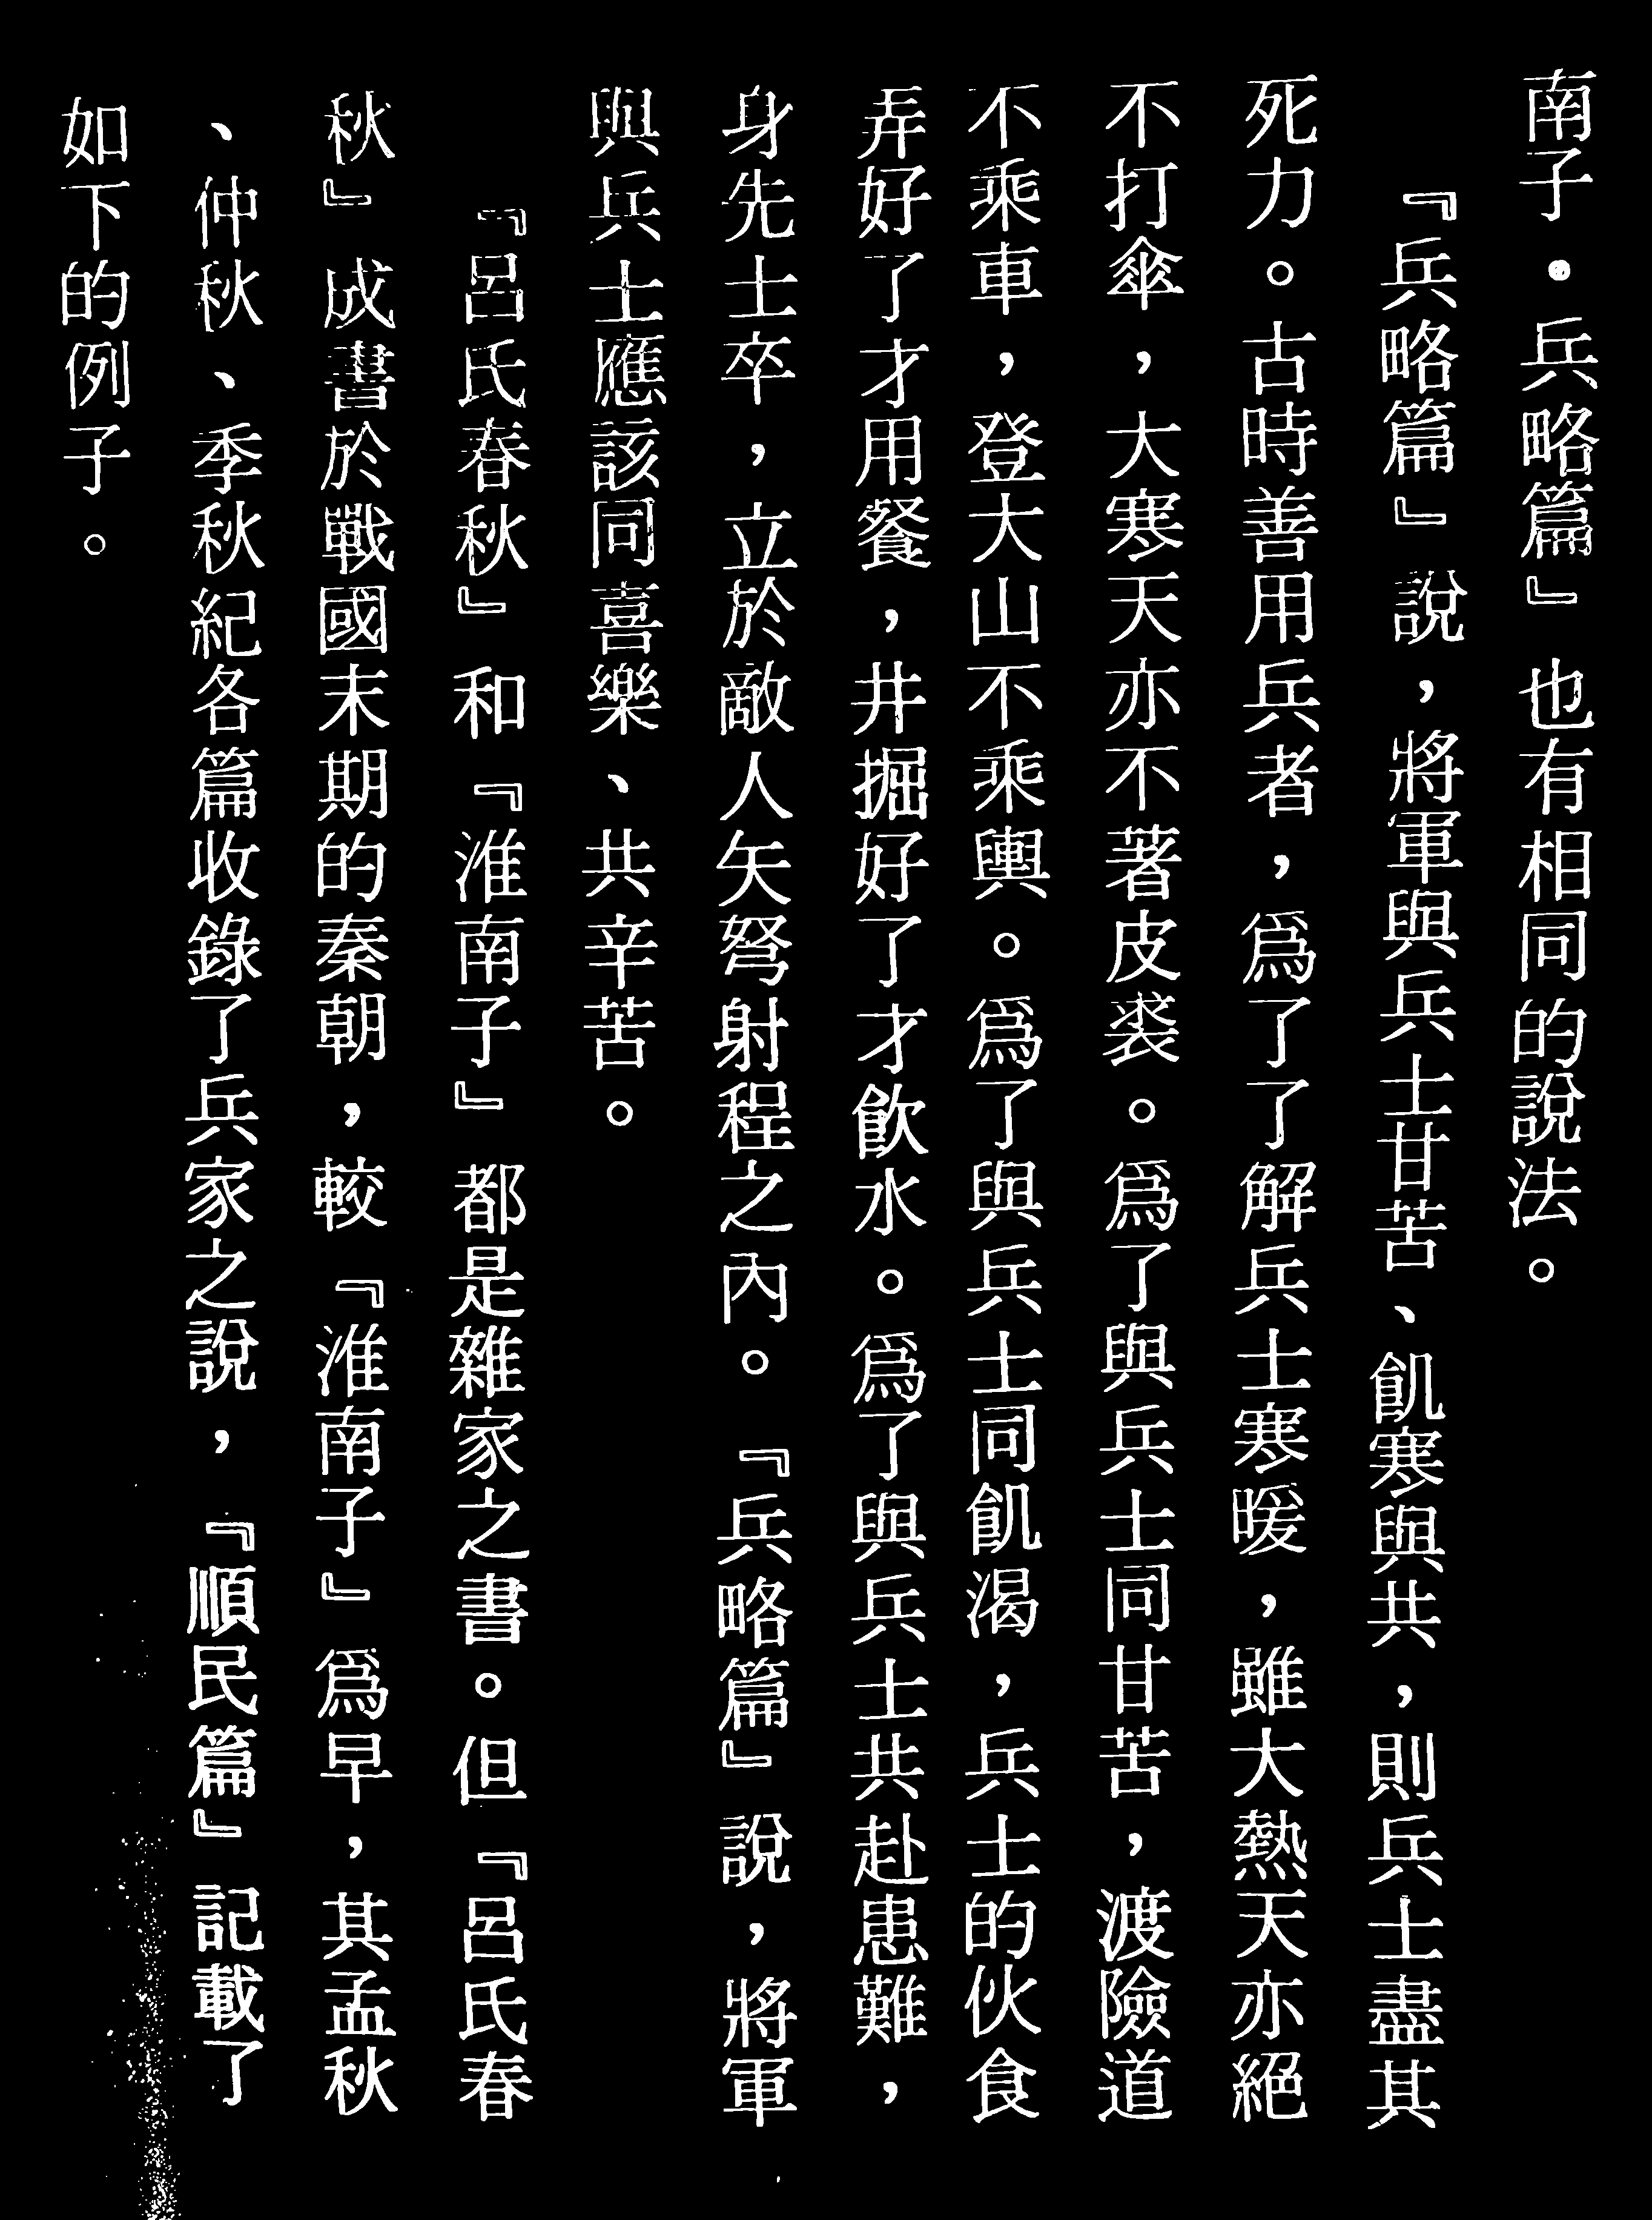 南子•兵略篇』也有相同的說法。
『兵略篇』說，將軍與兵士甘苦、飢寒與共，則兵士盡其
死力。古時善用兵者，爲了了解兵士寒暖，雖大熱天亦絕
不打傘，大寒天亦不著皮裘。爲了與兵士同甘苦，渡險道
不乘車，登大山不乘輿。爲了與兵士同飢渴，兵士的伙食
弄好了才用餐，井掘好了才飲水。爲了與兵士共赴患難，
身先士卒，立於敵人矢弩射程之內。『兵略篇』說，將軍
與兵士應該同喜樂、共辛苦。
『呂氏春秋』和『淮南子』都是雜家之書。但『呂氏春
秋』成書於戰國末期的秦朝，較『淮南子』爲早，其孟秋
、仲秋、季秋紀各篇收錄了兵家之說，『順民篇』記載了
如下的例子。